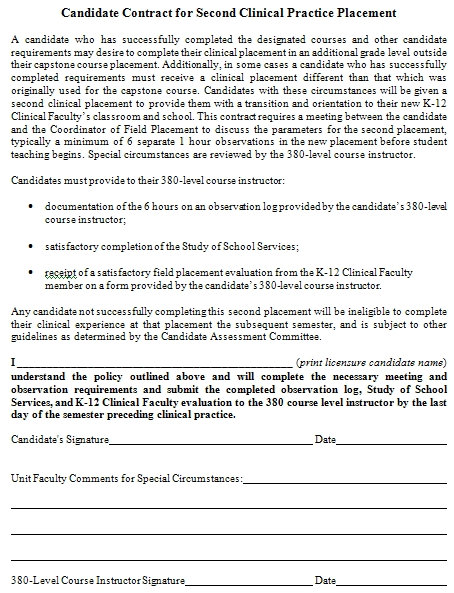 Candidate Contract for Second Clinical Practice Placement
A candidate who has successfully completed the designated courses and other candidate
requirements may desire to complete their clinical placement in an additional grade level outside
their capstone course placement. Additionally, in some cases a candidate who has successfully
completed requirements must receive a clinical placement different than that which was
originally used for the capstone course. Candidates with these circumstances will be given a
second clinical placement to provide them with a transition and orientation to their new K-12
Clinical Faculty's classroom and school. This contract requires a meeting between the candidate
and the Coordinator of Field Placement to discuss the parameters for the second placement,
typically a minimum of 6 separate 1 hour observations in the new placement before student
teaching begins. Special circumstances are reviewed by the 380-level course instructor.
Candidates must provide to their 380-level course instructor:
• documentation of the 6 hours on an observation log provided by the candidate's 380-level
course instructor;
• satisfactory completion of the Study of School Services;
• receipt of a satisfactory field placement evaluation from the K-12 Clinical Faculty
member on a form provided by the candidate's 380-level course instructor.
Any candidate not successfully completing this second placement will be ineligible to complete
their clinical experience at that placement the subsequent semester, and is subject to other
guidelines as determined by the Candidate Assessment Committee.
I______________________________ (print licensure candidate name)
understand the policy outlined above and will complete the necessary meeting and
observation requirements and submit the completed observation log, Study of School
Services, and K-12 Clinical Faculty evaluation to the 380 course level instructor by the last
day of the semester preceding clinical practice.
Candidate's Signature______________________ Date____________
Unit Faculty Comments for Special Circumstances:______________________
380-Level Course Instructor Signature______________ Date____________